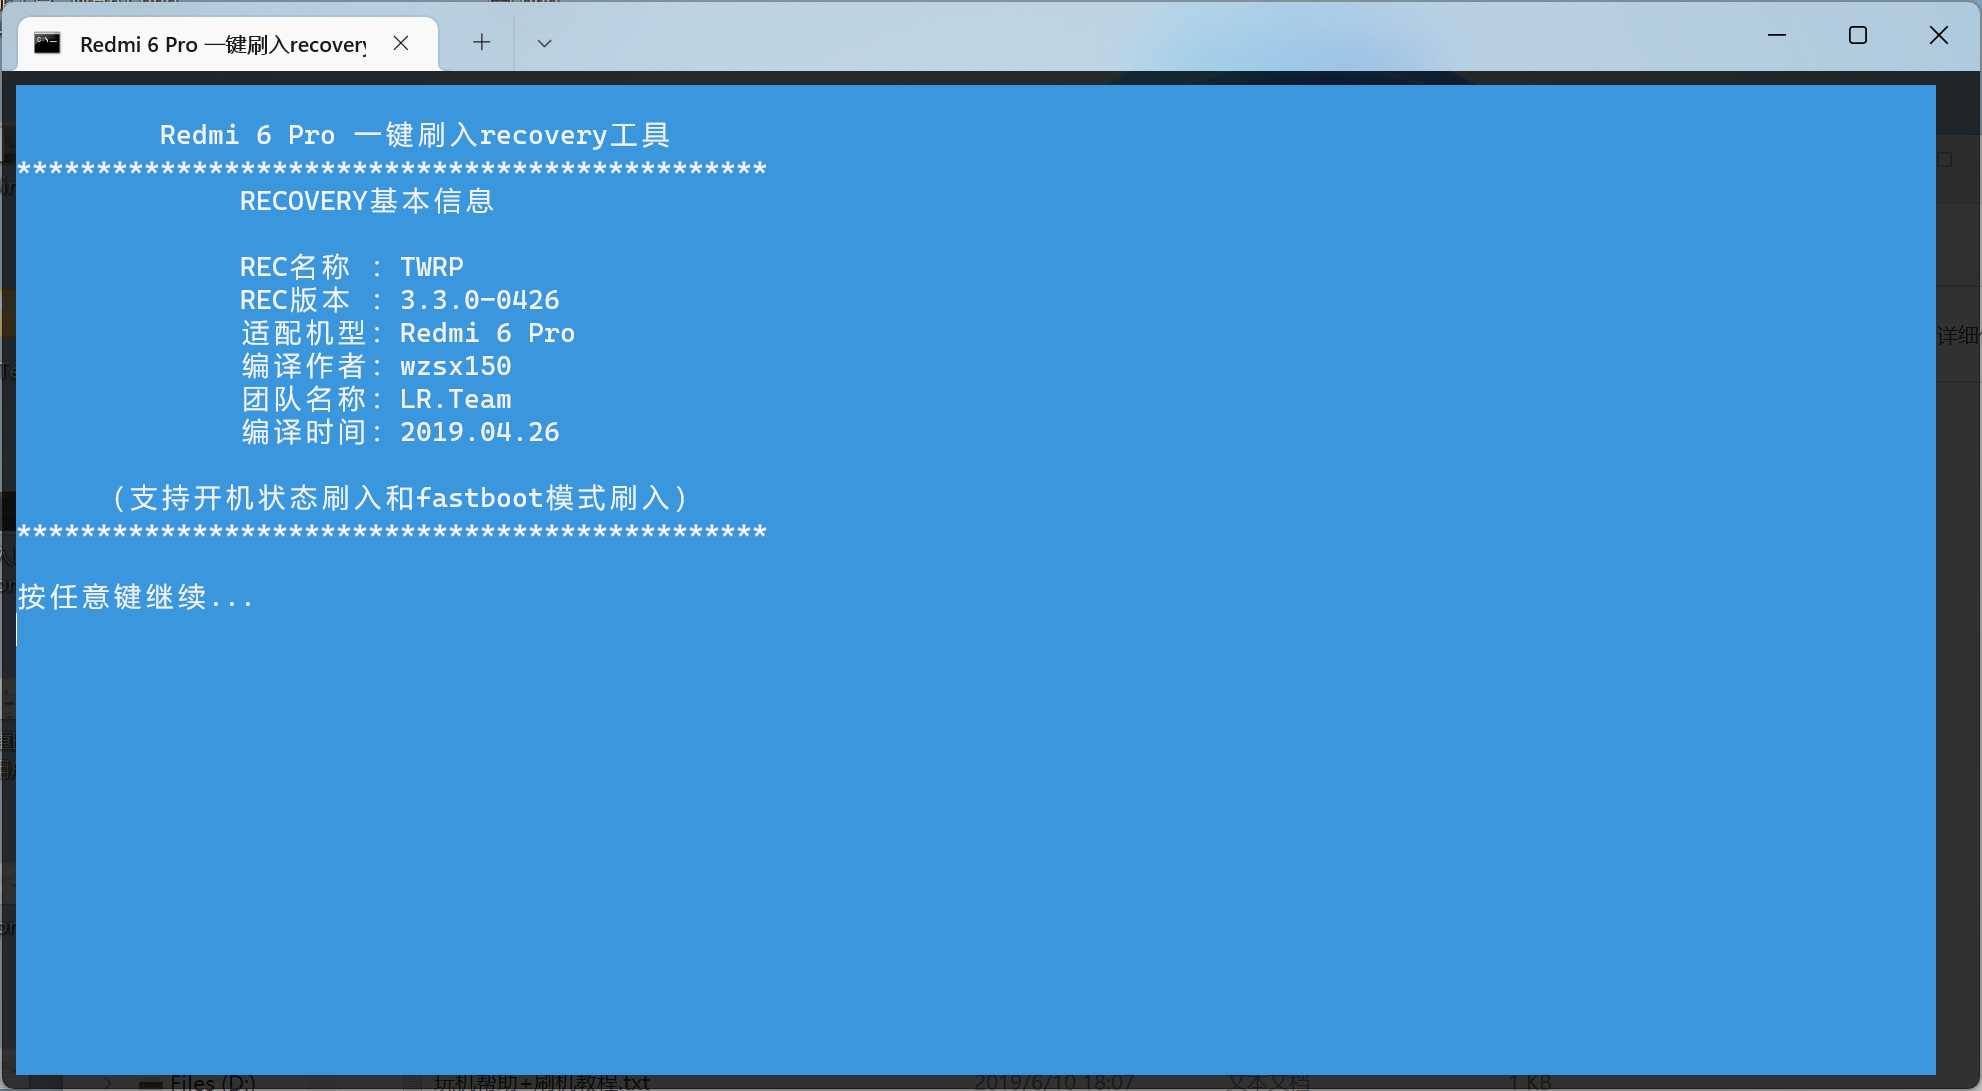 Redmi 6 Pro 一键刷入recovery
Redmi 6 Pro 一键刷入recovery工具
***********************************************
RECOVERY基本信息
REC名称 : TWRP
REC版本 : 3.3.0-0426
适配机型: Redmi 6 Pro
编译作者: wzsx150
团队名称: LR.Team
编译时间: 2019.04.26
(支持开机状态刷入和fastboot模式刷入)
***********************************************
按任意键继续...
详细
Files (D:) 玩机帮助+刷机教程.txt 2019/6/10 18:07 文本文档 1 KB